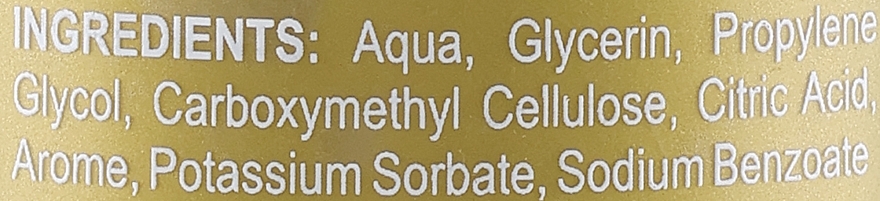 INGREDIENTS: Aqua, Glycerin, Propylene
Glycol, Carboxymethyl Cellulose, Citric Acid,
Arome, Potassium Sorbate, Sodium Benzoate